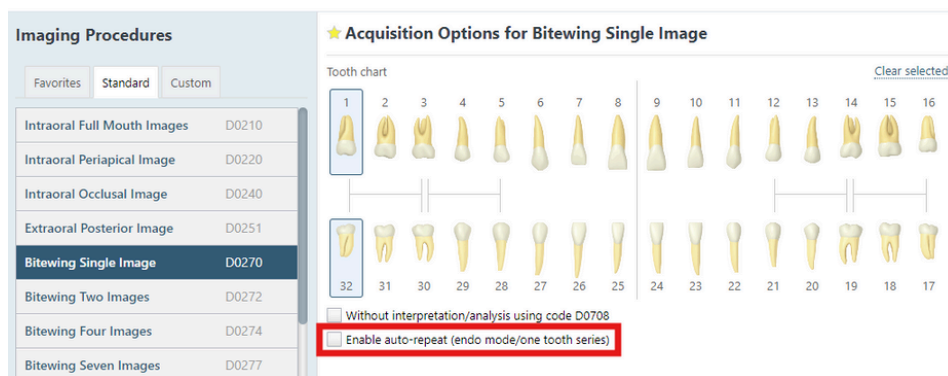 Imaging Procedures
Favorites Standard Custom
Intraoral Full Mouth Images D0210
Intraoral Periapical Image D0220
Intraoral Occlusal Image D0240
Extraoral Posterior Image D0251
Bitewing Single Image D0270
Bitewing Two Images D0272
Bitewing Four Images D0274
Bitewing Seven Images D0277
Acquisition Options for Bitewing Single Image
Tooth chart Clear selected
1 2 3 4 5 6 7 8 9 10 11 12 13 14 15 16
32 31 30 29 28 27 26 25 24 23 22 21 20 19 18 17
Without interpretation/analysis using code D0708
Enable auto-repeat (endo mode/one tooth series)